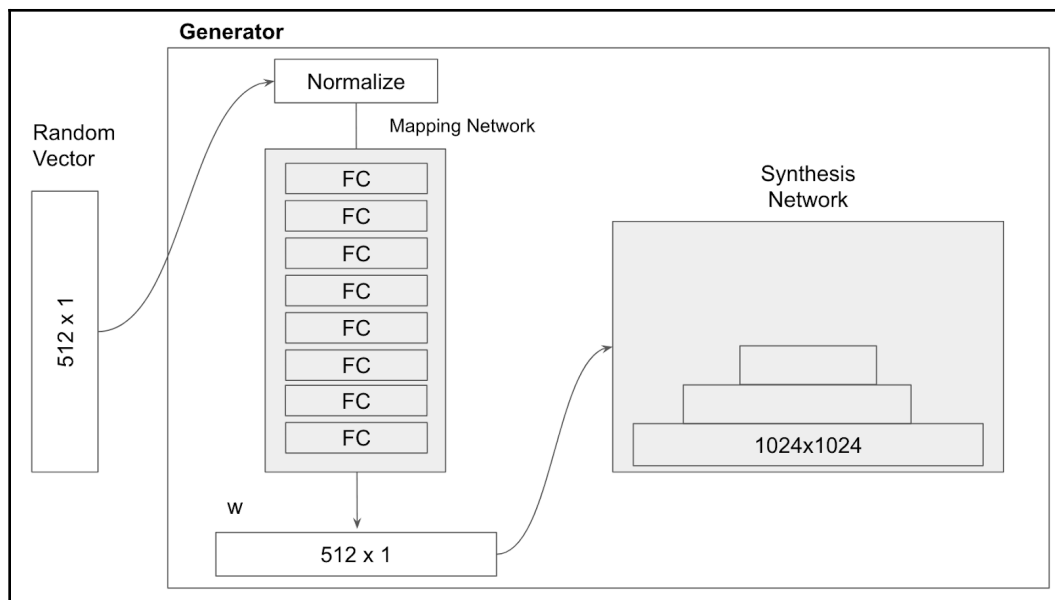 Generator
Normalize
Mapping Network
Random
Vector
512 x 1
FC
FC
FC
FC
FC
FC
FC
FC
w
512 x 1
Synthesis
Network
1024x1024